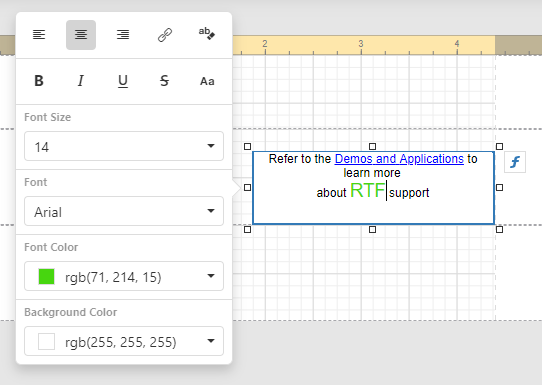 ab
B I U S Aa
Font Size
14
Font
Arial
Font Color
rgb(71, 214, 15)
Background Color
rgb(255, 255, 255)
2 3 4
Refer to the Demos and Applications to
learn more
about RTF support
f